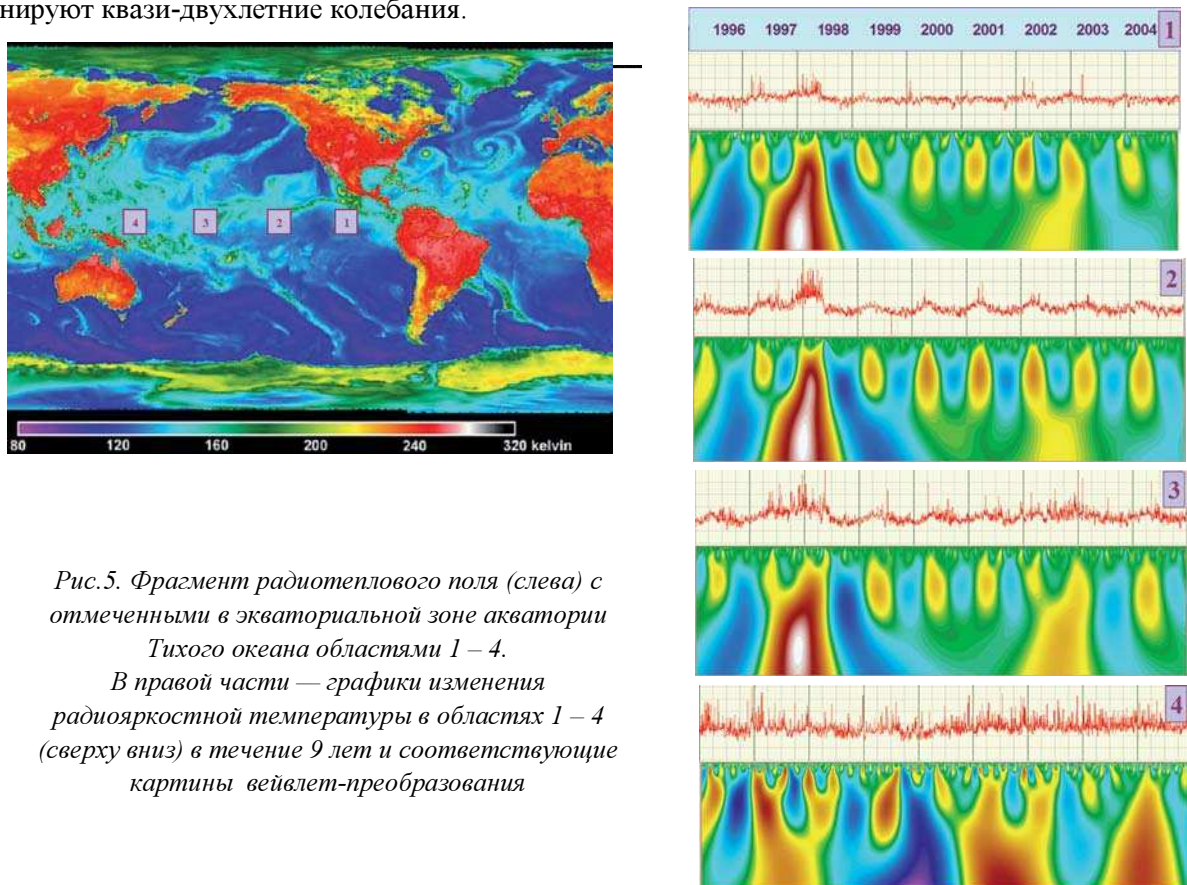 нируют квази-двухлетние колебания.
4 3 2 1
80 120 160 200 240 320 kelvin
Рис.5. Фрагмент радиотеплового поля (слева) с
отмеченными в экваториальной зоне акватории
Тихого океана областями 1 – 4.
В правой части — графики изменения
радиояркостной температуры в областях 1 – 4
(сверху вниз) в течение 9 лет и соответствующие
картины вейвлет-преобразования
1996 1997 1998 1999 2000 2001 2002 2003 2004 1
2
3
4